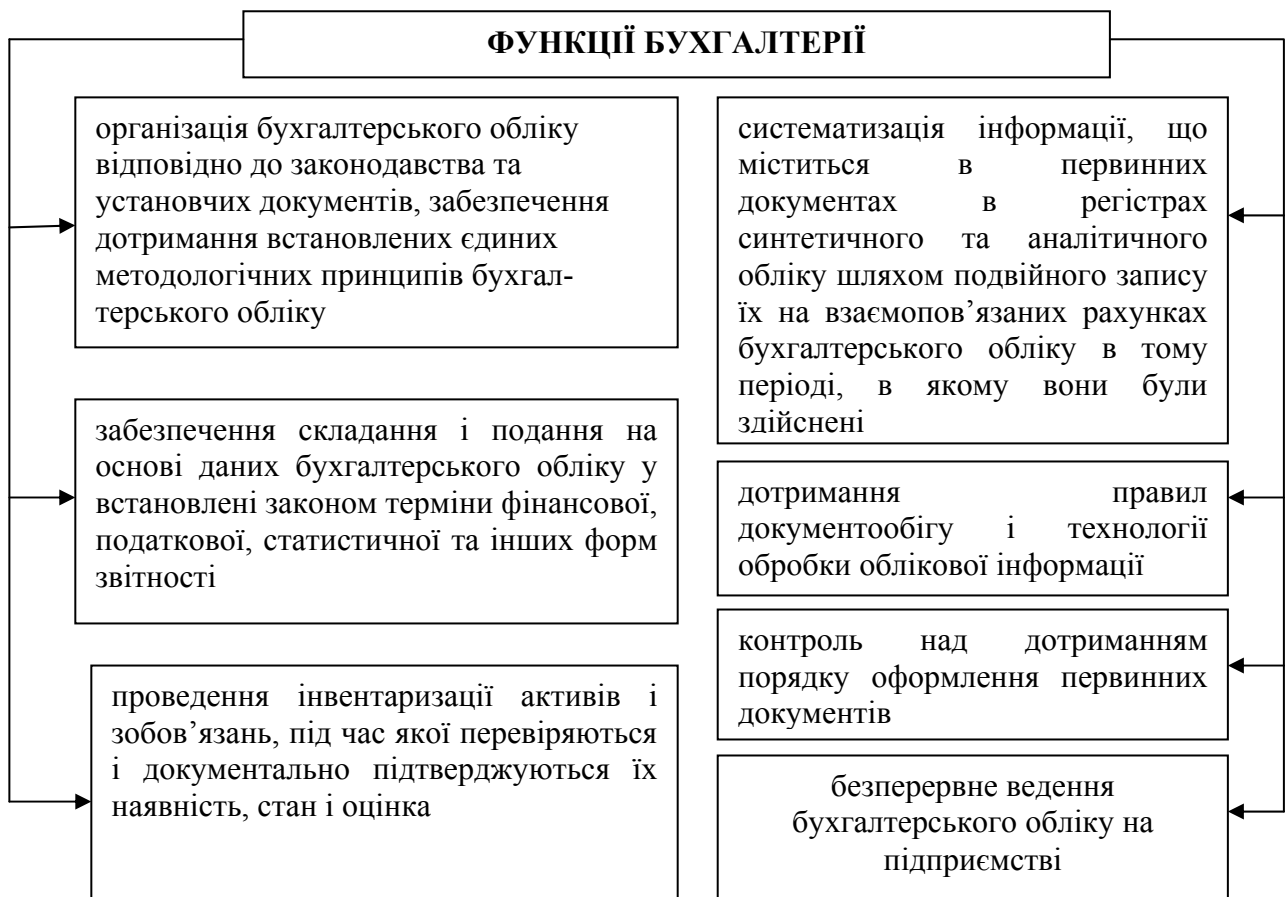 ФУНКЦІЇ БУХГАЛТЕРІЇ
організація бухгалтерського обліку
відповідно до законодавства та
установчих документів, забезпечення
дотримання встановлених єдиних
методологічних принципів бухгал-
терського обліку
забезпечення складання і подання на
основі даних бухгалтерського обліку у
встановлені законом терміни фінансової,
податкової, статистичної та інших форм
звітності
проведення інвентаризації активів і
зобов’язань, під час якої перевіряються
і документально підтверджуються їх
наявність, стан і оцінка
систематизація інформації, що
міститься в первинних
документах в регістрах
синтетичного та аналітичного
обліку шляхом подвійного запису
їх на взаємопов’язаних рахунках
бухгалтерського обліку в тому
періоді, в якому вони були
здійснені
дотримання правил
документообігу і технології
обробки облікової інформації
контроль над дотриманням
порядку оформлення первинних
документів
безперервне ведення
бухгалтерського обліку на
підприємстві